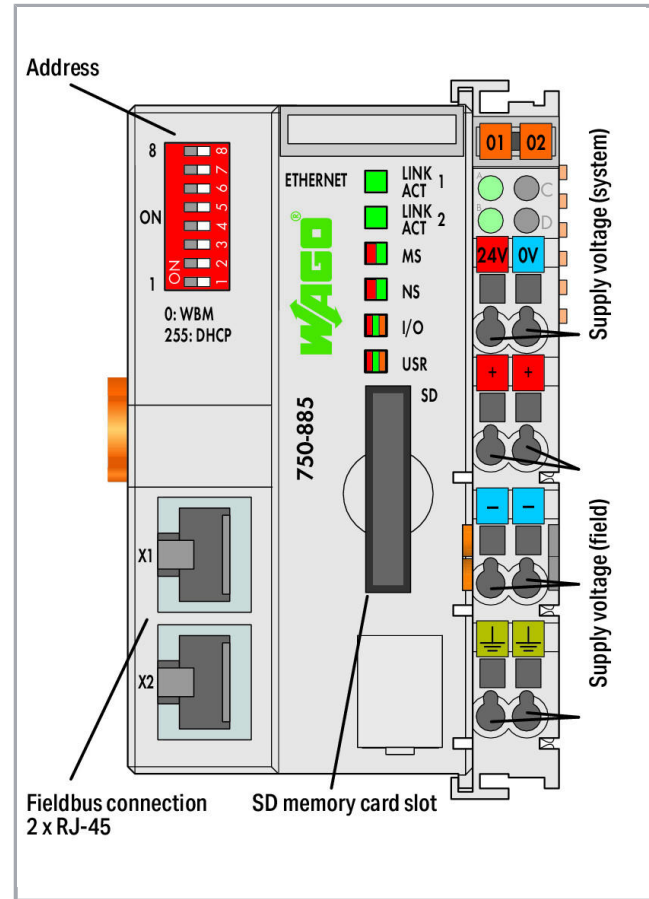 Address
8
ON
1
ON
1 2 3 4 5 6 7 8
0: WBM
255: DHCP
ETHERNET
LINK
ACT 1
LINK
ACT 2
MS
NS
I/O
USR
SD
WAGO
®
750-885
X1
X2
01 02
A
C
B
D
24V 0V
+ +
− −
Supply voltage (system)
Supply voltage (field)
Fieldbus connection
2 x RJ-45
SD memory card slot